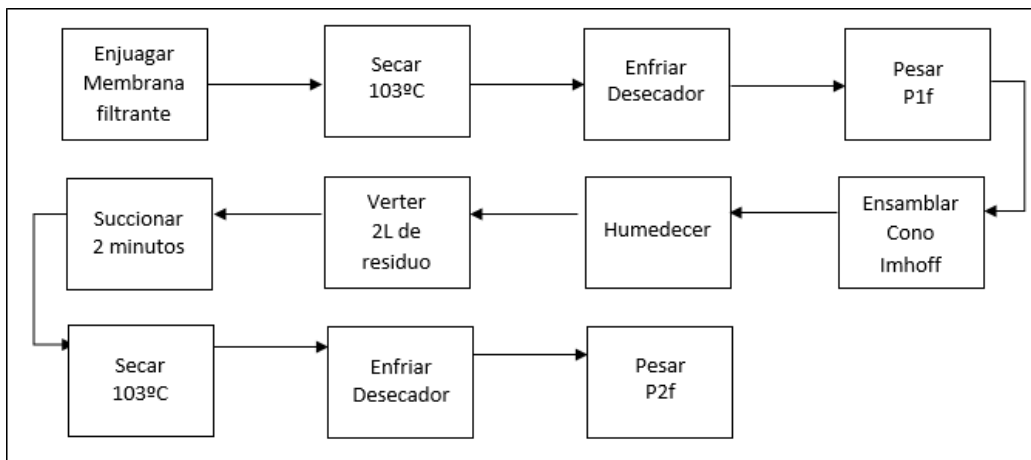 Enjuagar
Membrana
filtrante
Secar
103ºC
Enfriar
Desecador
Pesar
P1f
Ensamblar
Cono
Imhoff
Humedecer
Verter
2L de
residuo
Succionar
2 minutos
Secar
103ºC
Enfriar
Desecador
Pesar
P2f